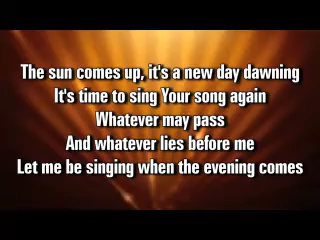 The sun comes up, it's a new day dawning
It's time to sing Your song again
Whatever may pass
And whatever lies before me
Let me be singing when the evening comes